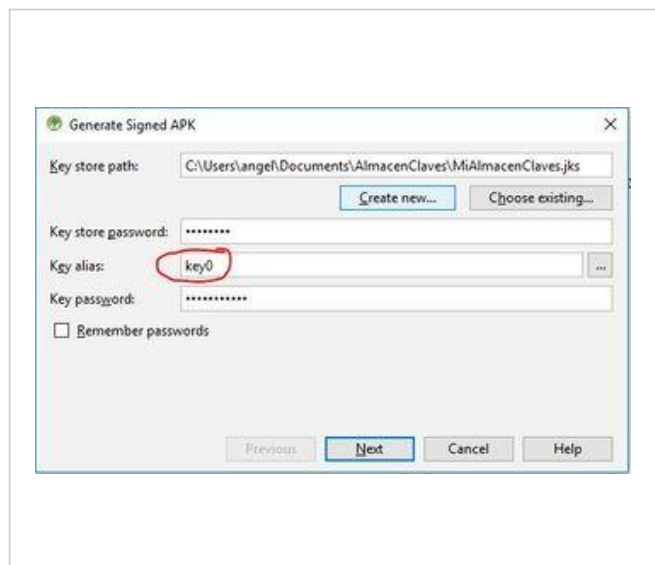 Generate Signed APK
Key store path: C:\Users\angel\Documents\AlmacenClaves\MiAlmacenClaves.jks
Create new... Choose existing...
Key store password: ••••••••
Key alias: key0 ...
Key password: •••••••••••
Remember passwords
Previous Next Cancel Help